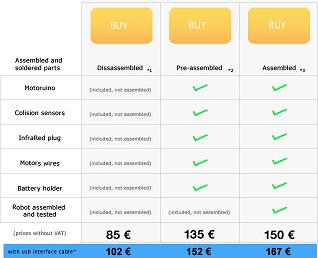 BUY BUY BUY
Assembled and
soldered parts
Dissassembled *1 Pre-assembled *2 Assembled *3
Motoruino (included, not assembled)
Colision sensors (included, not assembled)
InfraRed plug (included, not assembled)
Motors wires (included, not assembled)
Battery holder (included, not assembled)
Robot assembled
and tested (included, not assembled) (included, not assembled)
(prices without VAT) 85 € 135 € 150 €
with usb interface cable* 102 € 152 € 167 €